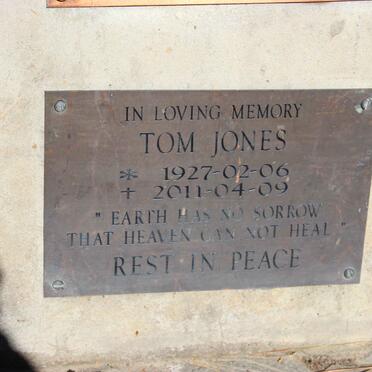 IN LOVING MEMORY
TOM JONES
* 1927-02-06
+ 2011-04-09
" EARTH HAS NO SORROW
THAT HEAVEN CAN NOT HEAL "
REST IN PEACE